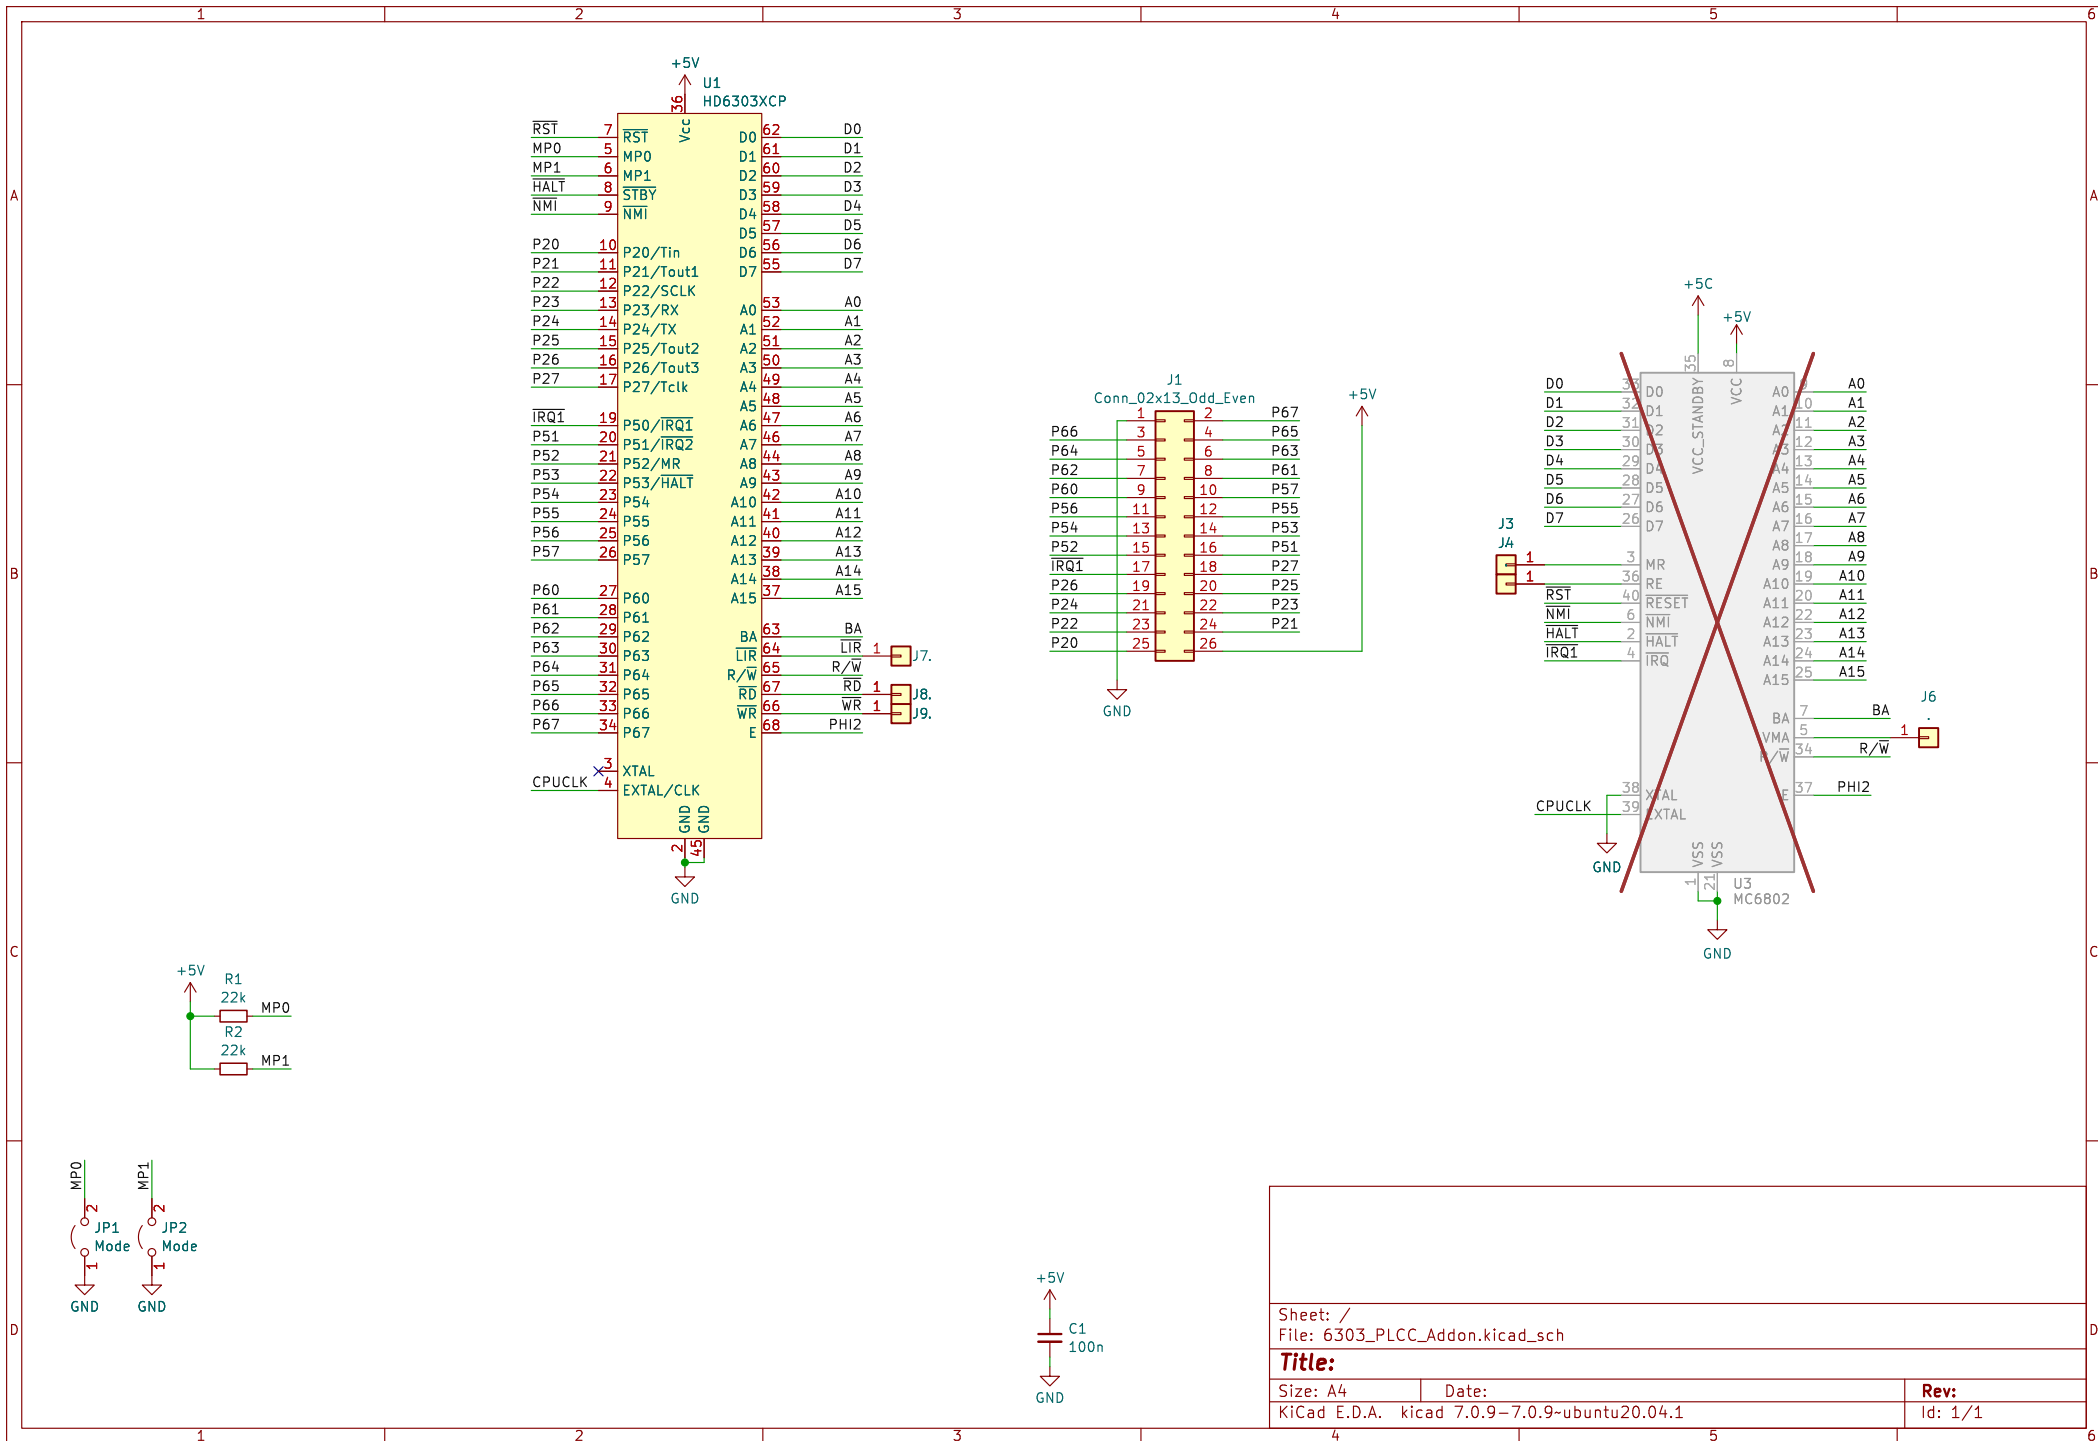 1 2 3 4 5 6
A A
B B
C C
D D
+5V
U1
HD6303XCP
36
Vcc
RST 7 RST D0 62 D0
MP0 5 MP0 D1 61 D1
MP1 6 MP1 D2 60 D2
HALT 8 STBY D3 59 D3
NMI 9 NMI D4 58 D4
D5 57 D5
P20 10 P20/Tin D6 56 D6
P21 11 P21/Tout1 D7 55 D7
P22 12 P22/SCLK
P23 13 P23/RX A0 53 A0
P24 14 P24/TX A1 52 A1
P25 15 P25/Tout2 A2 51 A2
P26 16 P26/Tout3 A3 50 A3
P27 17 P27/Tclk A4 49 A4
A5 48 A5
IRQ1 19 P50/IRQ1 A6 47 A6
P51 20 P51/IRQ2 A7 46 A7
P52 21 P52/MR A8 44 A8
P53 22 P53/HALT A9 43 A9
P54 23 P54 A10 42 A10
P55 24 P55 A11 41 A11
P56 25 P56 A12 40 A12
P57 26 P57 A13 39 A13
A14 38 A14
P60 27 P60 A15 37 A15
P61 28 P61
P62 29 P62 BA 63 BA
P63 30 P63 LIR 64 LIR 1 J7.
P64 31 P64 R/W 65 R/W
P65 32 P65 RD 67 RD 1 J8.
P66 33 P66 WR 66 WR 1 J9.
P67 34 P67 E 68 PHI2
3 XTAL
CPUCLK 4 EXTAL/CLK
GND GND
2 45
GND
J1
Conn_02x13_Odd_Even
+5V
1 2 P67
P66 3 4 P65
P64 5 6 P63
P62 7 8 P61
P60 9 10 P57
P56 11 12 P55
P54 13 14 P53
P52 15 16 P51
IRQ1 17 18 P27
P26 19 20 P25
P24 21 22 P23
P22 23 24 P21
P20 25 26
GND
+5C
+5V
35 8
VCC_STANDBY VCC
D0 33 D0 A0 9 A0
D1 32 D1 A1 10 A1
D2 31 D2 A2 11 A2
D3 30 D3 A3 12 A3
D4 29 D4 A4 13 A4
D5 28 D5 A5 14 A5
D6 27 D6 A6 15 A6
D7 26 D7 A7 16 A7
A8 17 A8
J3
J4
1 3 MR A9 18 A9
1 36 RE A10 19 A10
RST 40 RESET A11 20 A11
NMI 6 NMI A12 22 A12
HALT 2 HALT A13 23 A13
IRQ1 4 IRQ A14 24 A14
A15 25 A15
J6
.
BA 7 BA
VMA 5 1
R/W 34 R/W
38 XTAL E 37 PHI2
CPUCLK 39 EXTAL
GND
VSS VSS
1 21
U3
MC6802
GND
+5V
R1
22k
MP0
R2
22k
MP1
MP0 MP1
2 2
JP1 JP2
Mode Mode
1 1
GND GND
+5V
C1
100n
GND
Sheet: /
File: 6303_PLCC_Addon.kicad_sch
Title:
Size: A4 Date: Rev:
KiCad E.D.A. kicad 7.0.9-7.0.9~ubuntu20.04.1 Id: 1/1
1 2 3 4 5 6